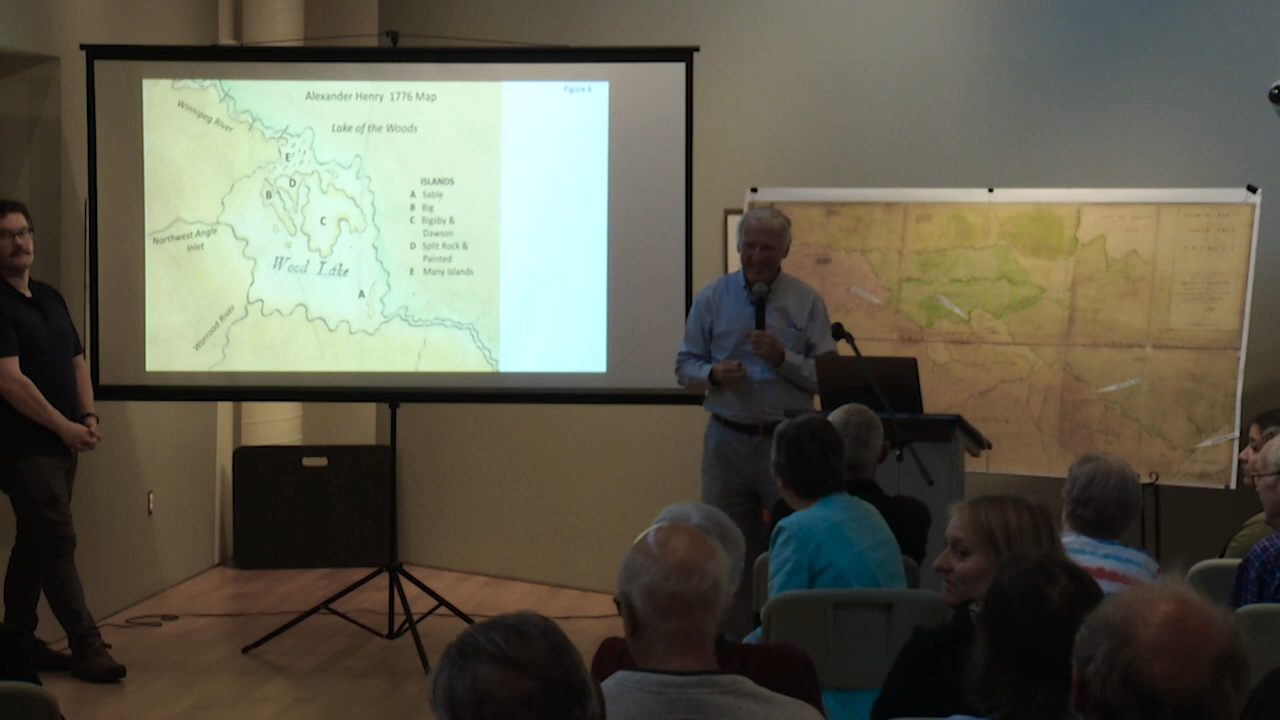 Figure 6
Alexander Henry 1776 Map
Winnipeg River
Lake of the Woods
E
ISLANDS
D
B
A Sable
B Big
C
C Bigsby &
Dawson
Northwest Angle
Inlet
D Split Rock &
Painted
Wood Lake
E Many Islands
A
Warroad River